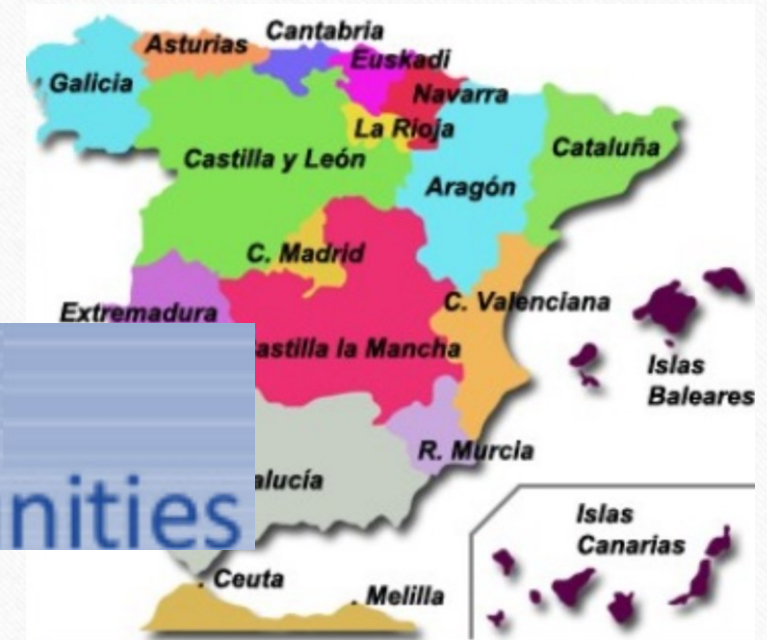 Cantabria
Asturias
Euskadi
Galicia
Navarra
La Rioja
Cataluña
Castilla y León
Aragón
C. Madrid
C. Valenciana
Extremadura
astilla la Mancha
Islas
Baleares
R. Murcia
alucía
nities
Islas
Canarias
. Ceuta
. Melilla